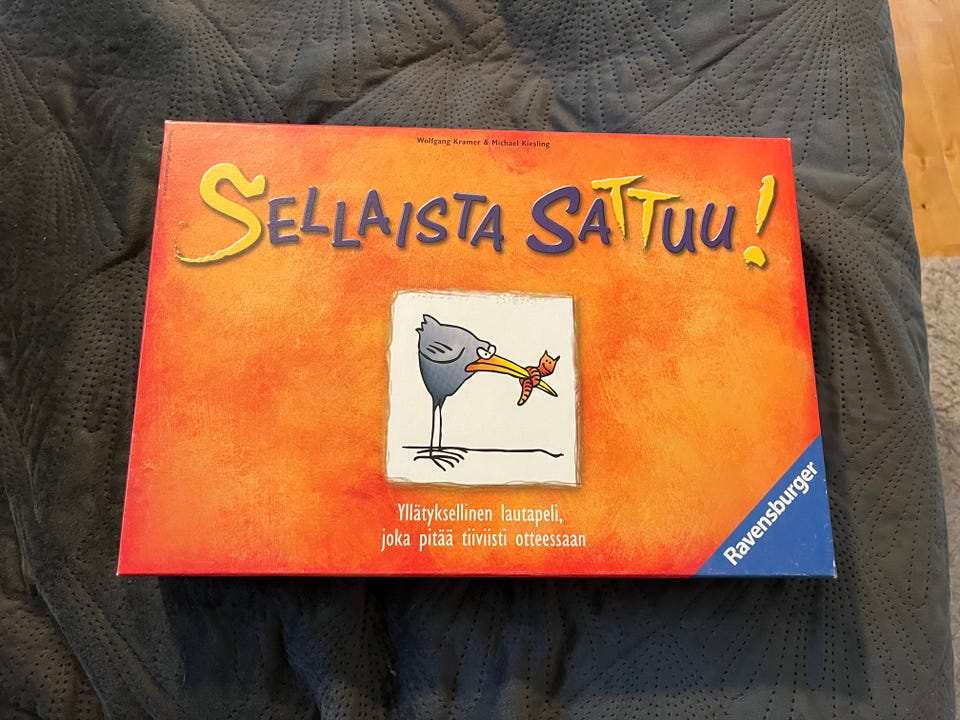 Wolfgang Kramer & Michael Kiesling
SELLAISTA SATTUU!
Yllätyksellinen lautapeli,
joka pitää tiiviisti otteessaan
Ravensburger